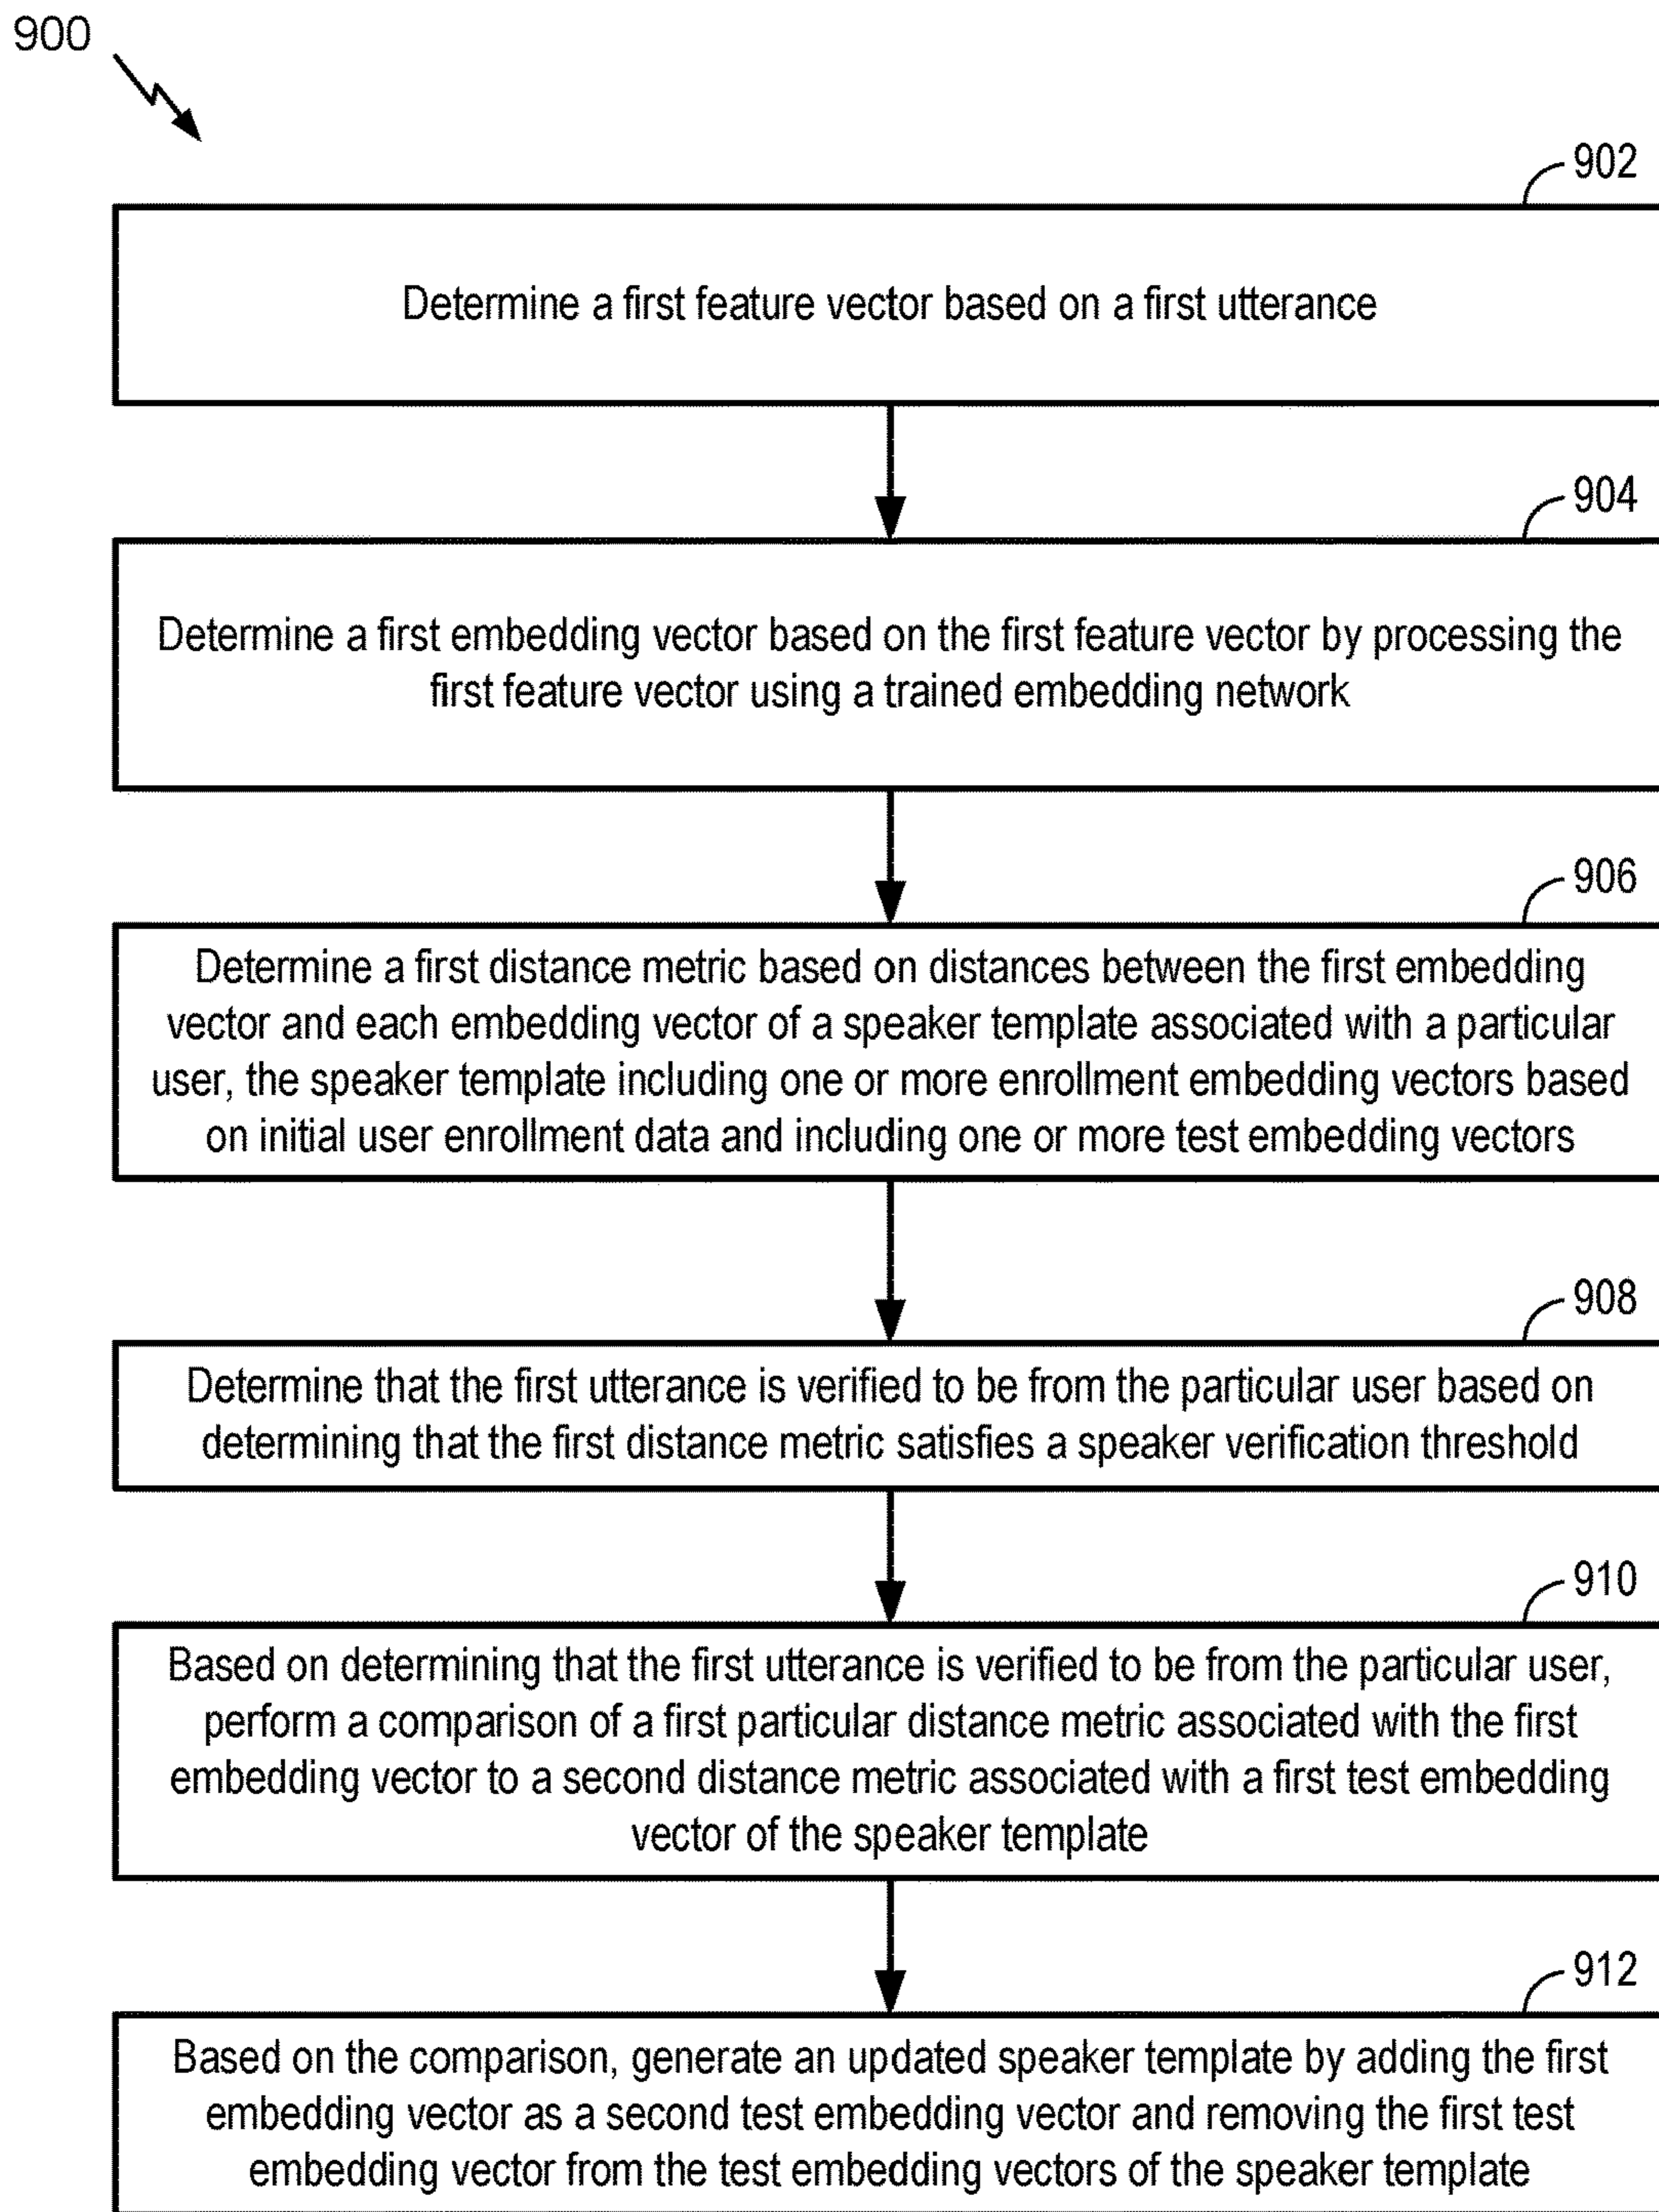 900
902
Determine a first feature vector based on a first utterance
904
Determine a first embedding vector based on the first feature vector by processing the
first feature vector using a trained embedding network
906
Determine a first distance metric based on distances between the first embedding
vector and each embedding vector of a speaker template associated with a particular
user, the speaker template including one or more enrollment embedding vectors based
on initial user enrollment data and including one or more test embedding vectors
908
Determine that the first utterance is verified to be from the particular user based on
determining that the first distance metric satisfies a speaker verification threshold
910
Based on determining that the first utterance is verified to be from the particular user,
perform a comparison of a first particular distance metric associated with the first
embedding vector to a second distance metric associated with a first test embedding
vector of the speaker template
912
Based on the comparison, generate an updated speaker template by adding the first
embedding vector as a second test embedding vector and removing the first test
embedding vector from the test embedding vectors of the speaker template